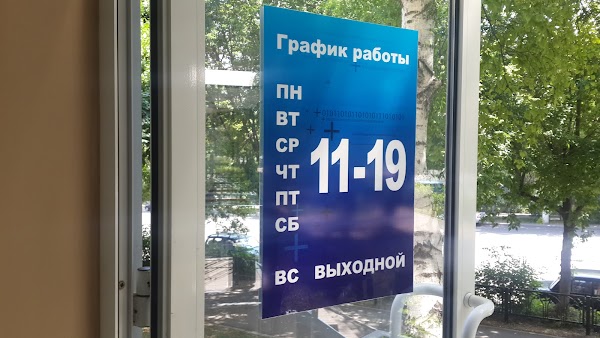 График работы
ПН
ВТ
СР
ЧТ 11-19
ПТ
СБ
ВС ВЫХОДНОЙ